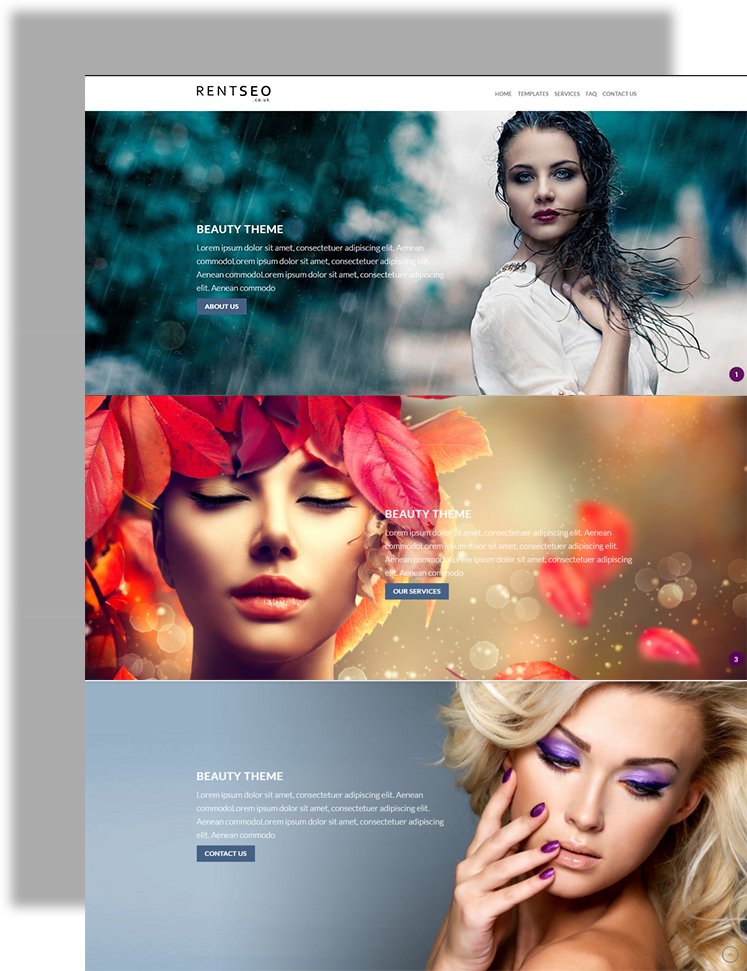 RENTSEO
.CO.UK
HOME TEMPLATES SERVICES FAQ CONTACT US
BEAUTY THEME
Lorem ipsum dolor sit amet, consectetuer adipiscing elit. Aenean
commodoLorem ipsum dolor sit amet, consectetuer adipiscing elit.
Aenean commodoLorem ipsum dolor sit amet, consectetuer adipiscing
elit. Aenean commodo
ABOUT US
1
BEAUTY THEME
Lorem ipsum dolor sit amet, consectetuer adipiscing elit. Aenean
commodoLorem ipsum dolor sit amet, consectetuer adipiscing elit.
Aenean commodoLorem ipsum dolor sit amet, consectetuer adipiscing
elit. Aenean commodo
OUR SERVICES
3
BEAUTY THEME
Lorem ipsum dolor sit amet, consectetuer adipiscing elit. Aenean
commodoLorem ipsum dolor sit amet, consectetuer adipiscing elit.
Aenean commodoLorem ipsum dolor sit amet, consectetuer adipiscing
elit. Aenean commodo
CONTACT US